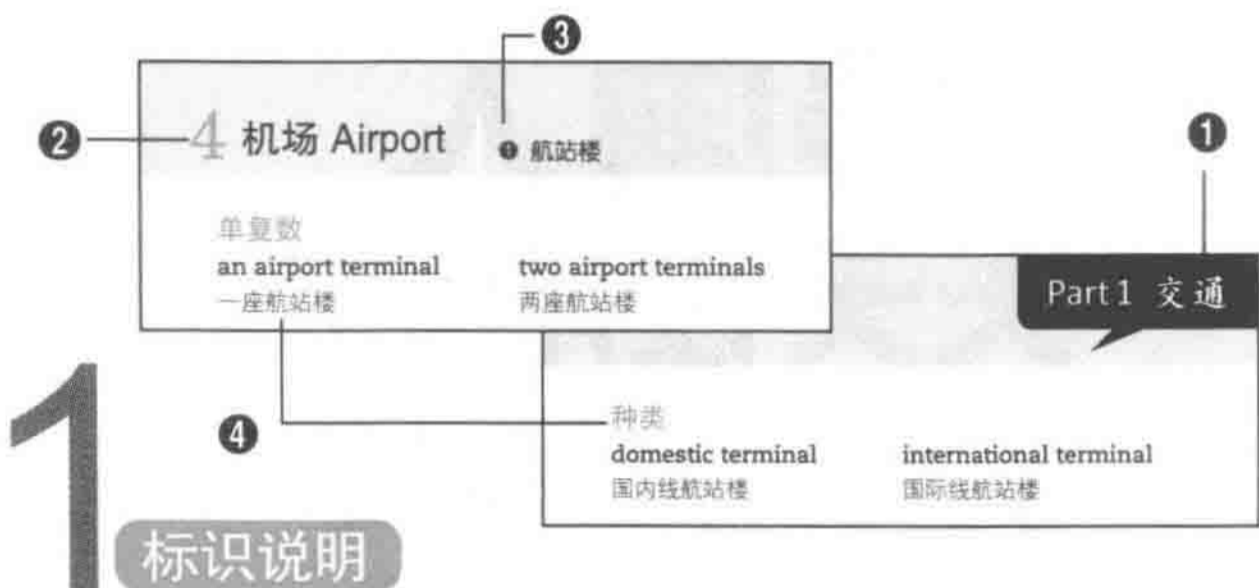 ❸
❷
4 机场 Airport
❶ 航站楼
❶
单复数
an airport terminal
two airport terminals
一座航站楼
两座航站楼
Part 1 交通
❹
种类
domestic terminal
international terminal
国内线航站楼
国际线航站楼
1
标识说明